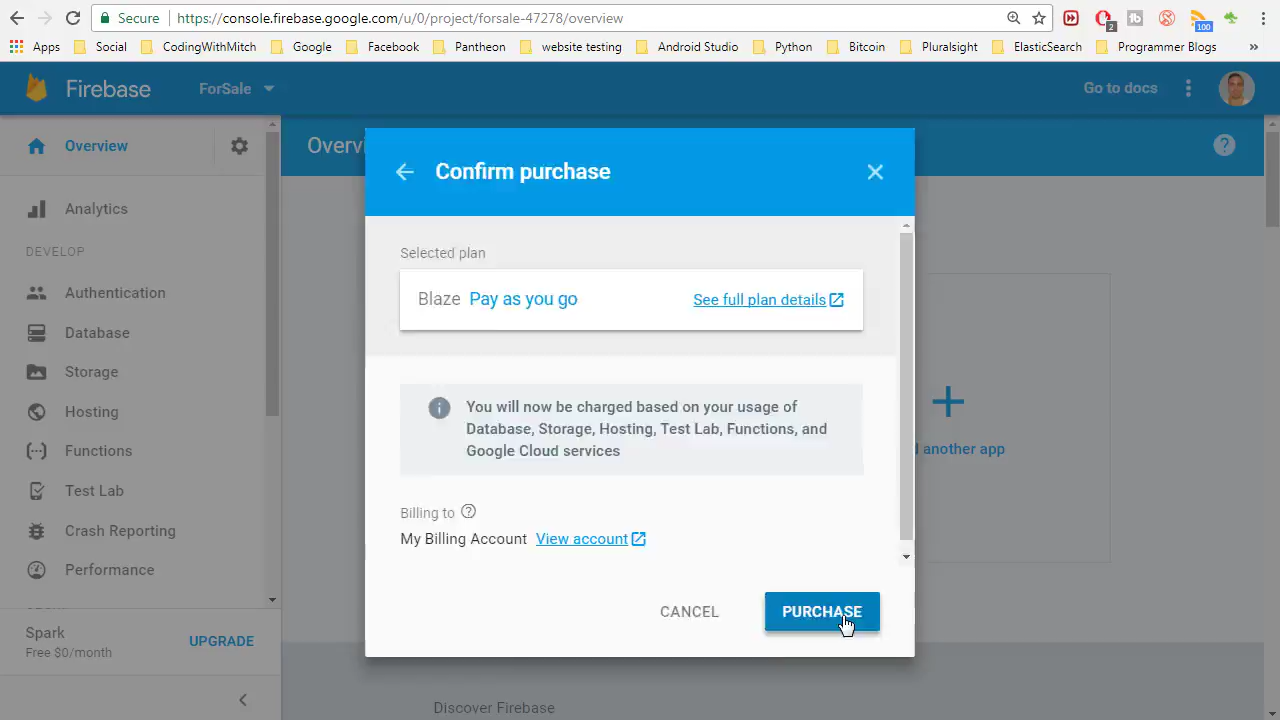 Secure https://console.firebase.google.com/u/0/project/forsale-47278/overview
2
100
Apps Social CodingWithMitch Google Facebook Pantheon website testing Android Studio Python Bitcoin Pluralsight ElasticSearch Programmer Blogs »
Firebase ForSale Go to docs
Overview
Analytics
DEVELOP
Authentication
Database
Storage
Hosting
Functions
Test Lab
Crash Reporting
Performance
Spark
Free $0/month
UPGRADE
Overvi
Confirm purchase
Selected plan
Blaze Pay as you go See full plan details
You will now be charged based on your usage of
Database, Storage, Hosting, Test Lab, Functions, and
Google Cloud services
Billing to
My Billing Account View account
CANCEL PURCHASE
another app
Discover Firebase